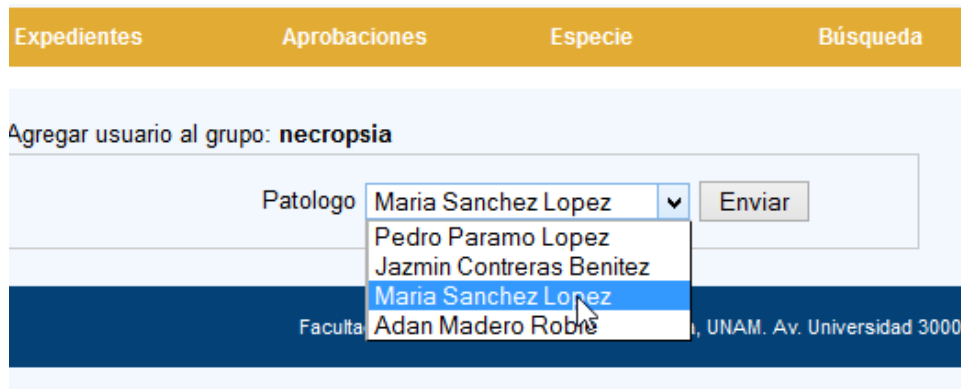 Expedientes Aprobaciones Especie Búsqueda
Agregar usuario al grupo: necropsia
Patologo Maria Sanchez Lopez Enviar
Pedro Paramo Lopez
Jazmin Contreras Benitez
Maria Sanchez Lopez
Adan Madero Roble
UNAM. Av. Universidad 3000